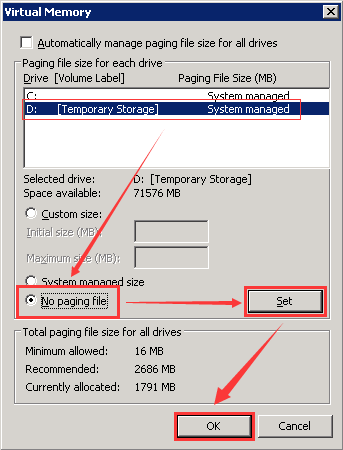 Virtual Memory
Automatically manage paging file size for all drives
Paging file size for each drive
Drive [Volume Label] Paging File Size (MB)
C: System managed
D: [Temporary Storage] System managed
Selected drive: D: [Temporary Storage]
Space available: 71576 MB
Custom size:
Initial size (MB):
Maximum size (MB):
System managed size
No paging file
Set
Total paging file size for all drives
Minimum allowed: 16 MB
Recommended: 2686 MB
Currently allocated: 1791 MB
OK Cancel